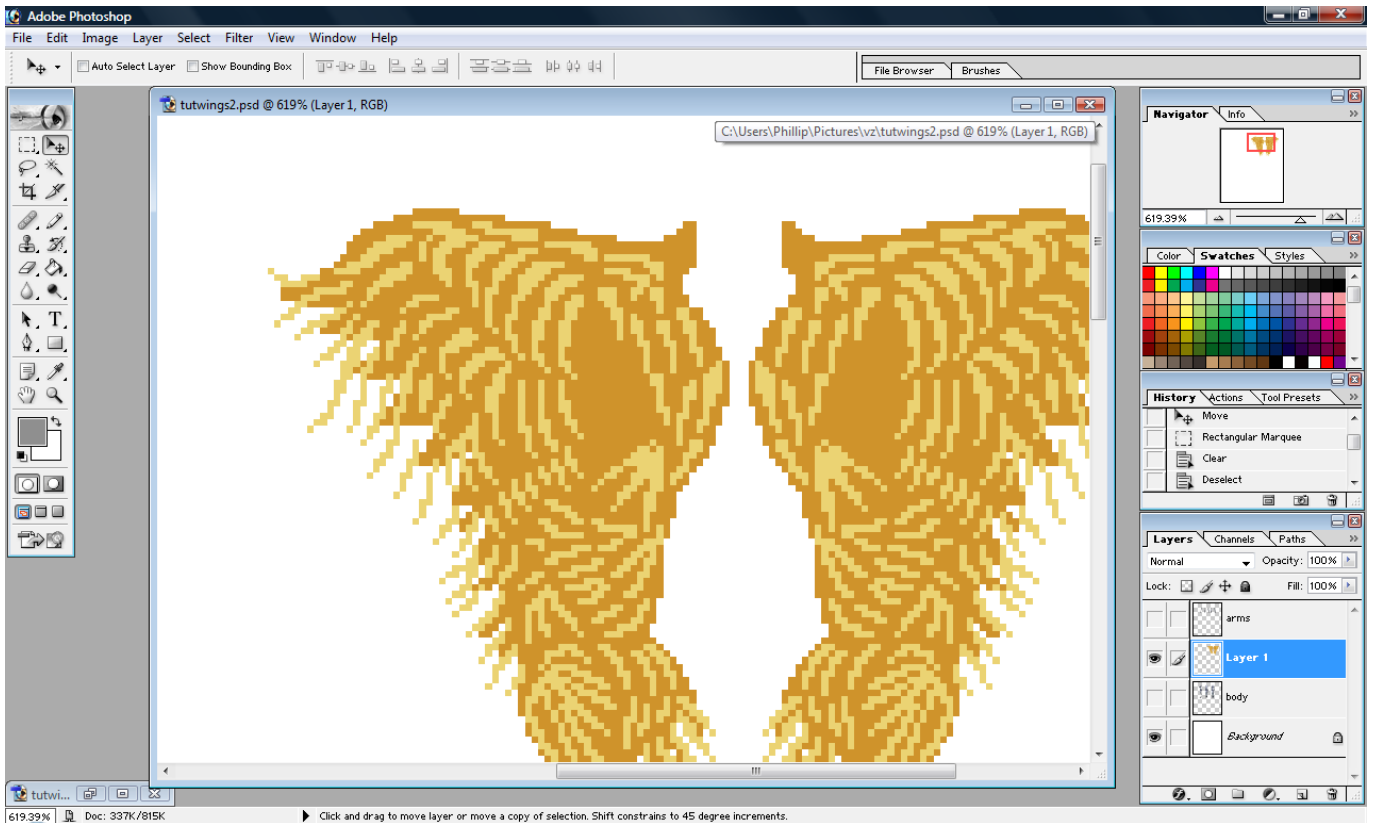 Adobe Photoshop
File Edit Image Layer Select Filter View Window Help
Auto Select Layer Show Bounding Box File Browser Brushes
tutwings2.psd @ 619% (Layer 1, RGB)
C:\Users\Phillip\Pictures\vz\tutwings2.psd @ 619% (Layer 1, RGB)
Navigator Info
619.39%
Color Swatches Styles
History Actions Tool Presets
Move
Rectangular Marquee
Clear
Deselect
Layers Channels Paths
Normal Opacity: 100%
Lock: Fill: 100%
arms
Layer 1
body
Background
tutwi...
619.39% Doc: 337K/815K Click and drag to move layer or move a copy of selection. Shift constrains to 45 degree increments.